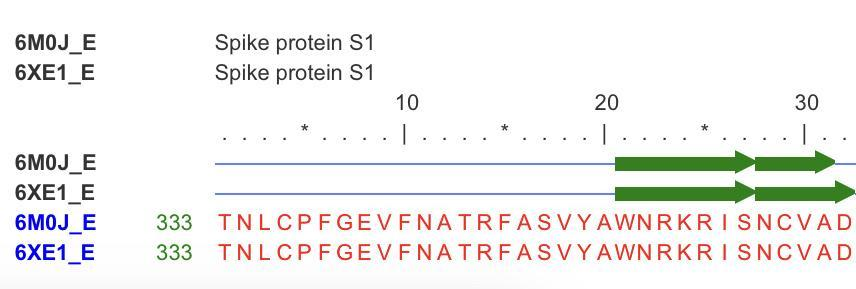 6M0J_E Spike protein S1
6XE1_E Spike protein S1
10 20 30
. . . . * . . . . | . . . . * . . . . | . . . . * . . . . | . .
6M0J_E
6XE1_E
6M0J_E 333 TNLCPFGEVFNATRFASVYAWNRKRISNCVAD
6XE1_E 333 TNLCPFGEVFNATRFASVYAWNRKRISNCVAD